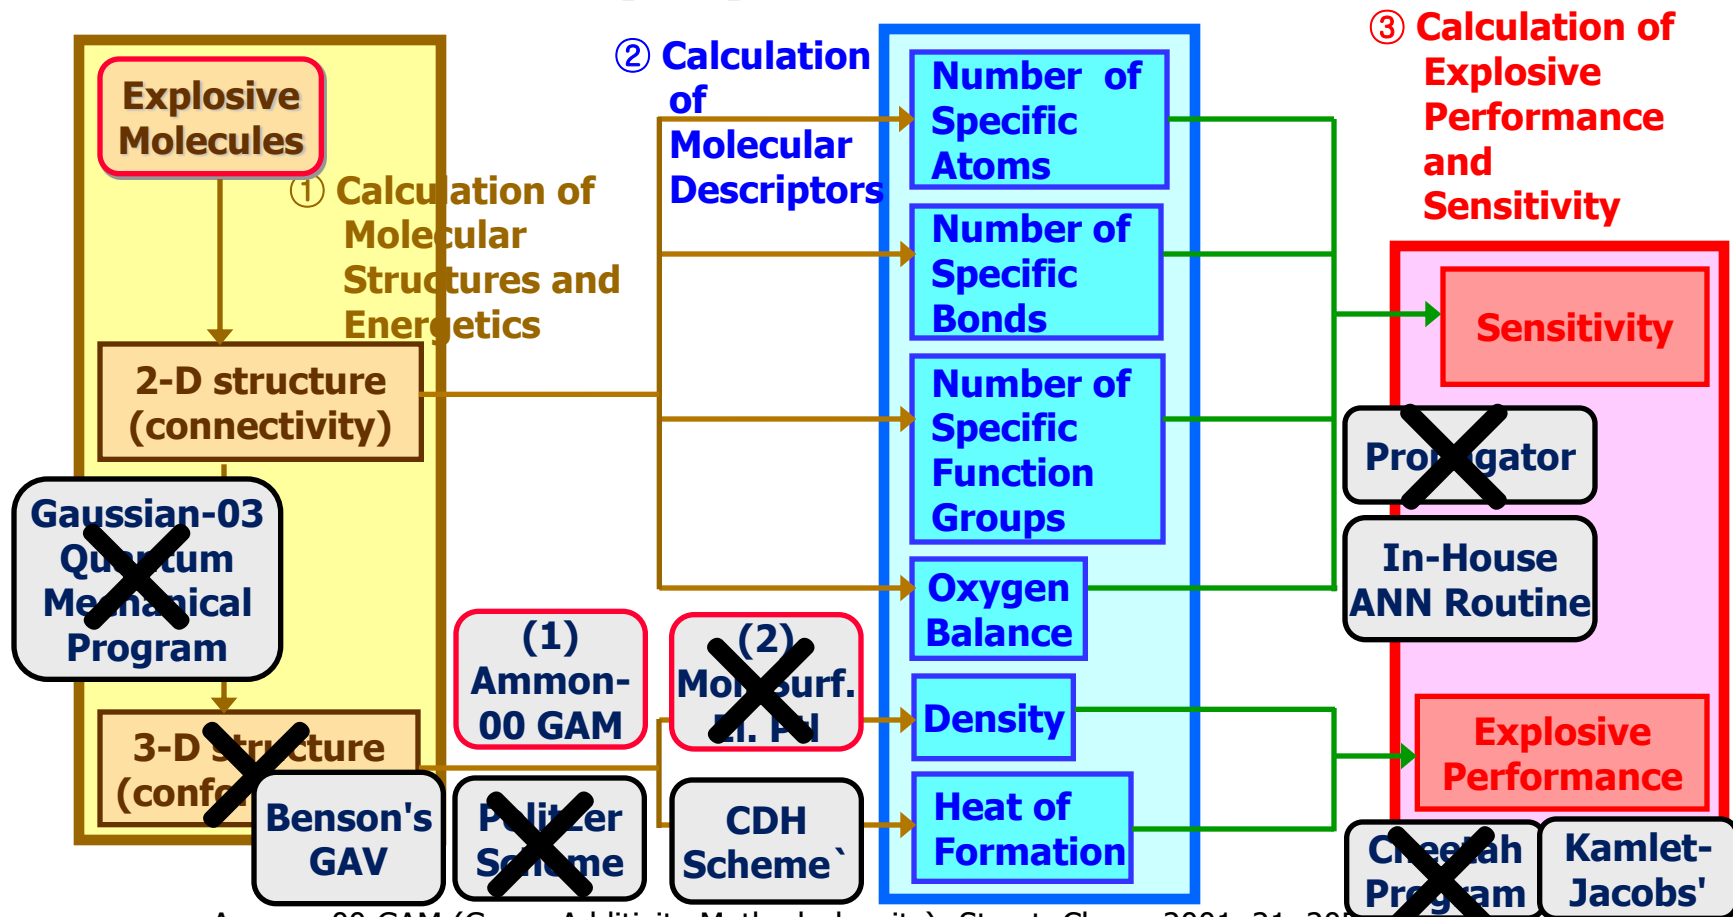 Explosive
Molecules
① Calculation of
Molecular
Structures and
Energetics
2-D structure
(connectivity)
Gaussian-03
Quantum
Mechanical
Program
3-D structure
Benson's
GAV
(1)
Ammon-
00 GAM
(2)
Surf.
Politzer
Scheme
CDH
Scheme`
② Calculation
of
Molecular
Descriptors
Number of
Specific
Atoms
Number of
Specific
Bonds
Number of
Specific
Function
Groups
Oxygen
Balance
Density
Heat of
Formation
③ Calculation of
Explosive
Performance
and
Sensitivity
Sensitivity
Propagator
In-House
ANN Routine
Explosive
Performance
Cheetah
Program
Kamlet-
Jacobs'